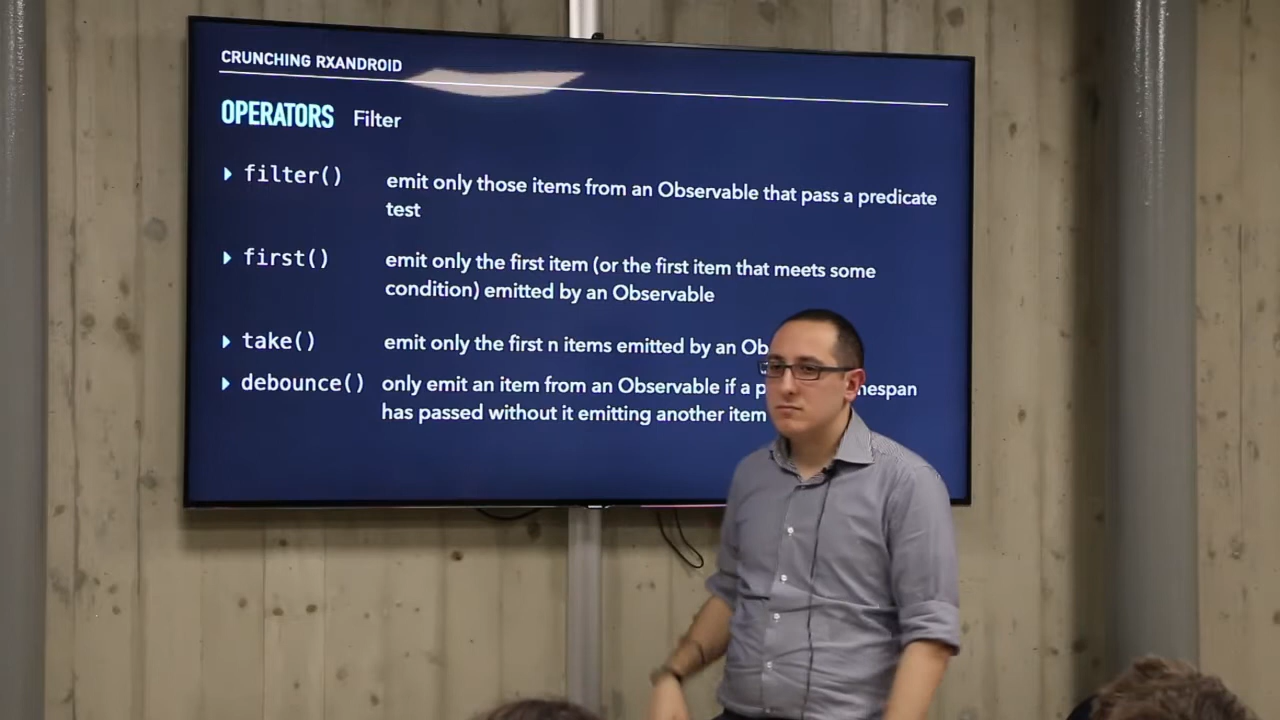 CRUNCHING RXANDROID
OPERATORS Filter
filter() emit only those items from an Observable that pass a predicate
test
first() emit only the first item (or the first item that meets some
condition) emitted by an Observable
take() emit only the first n items emitted by an
debounce() only emit an item from an Observable if a
has passed without it emitting another item